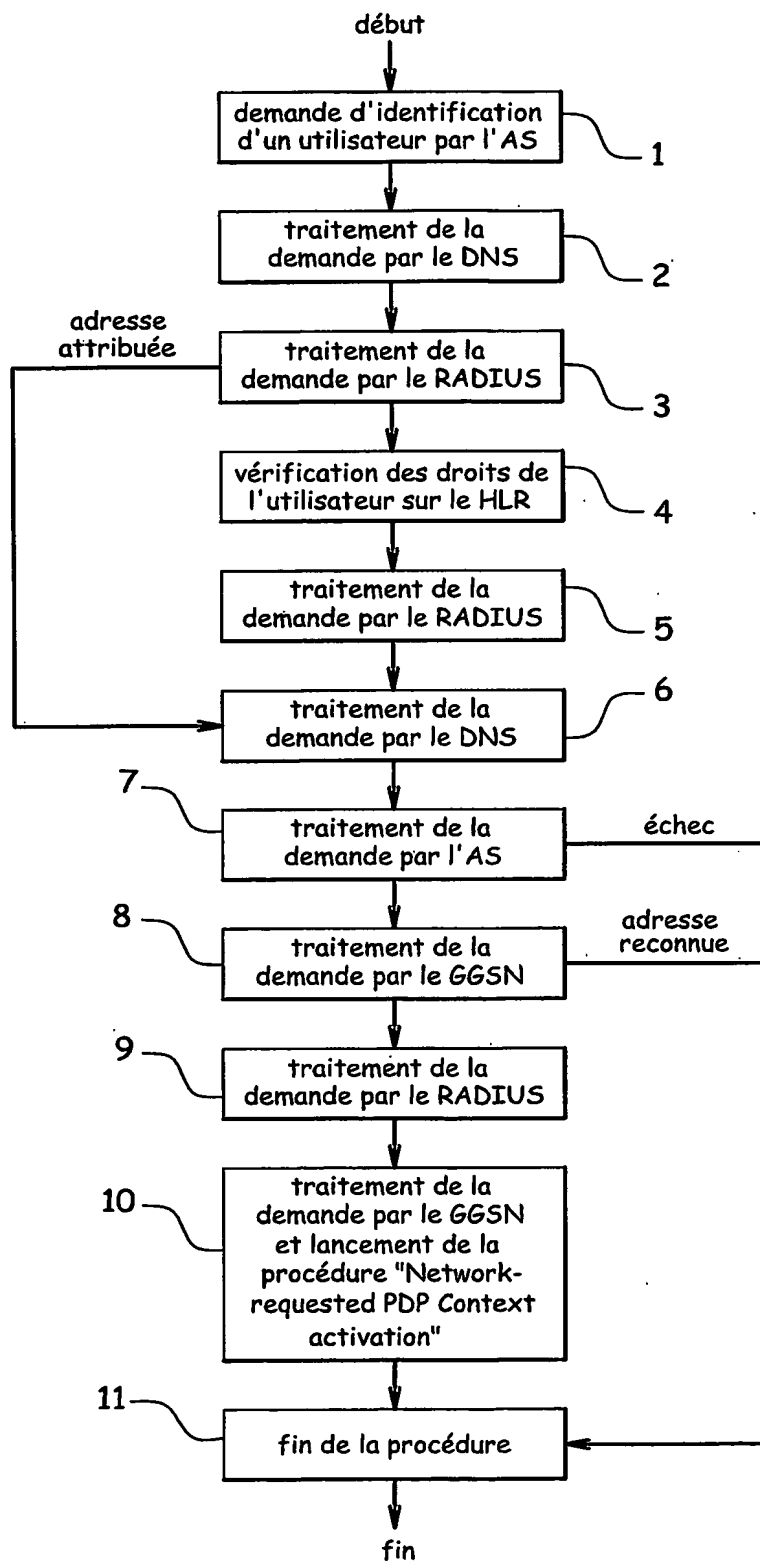 début
demande d'identification
d'un utilisateur par l'AS
1
traitement de la
demande par le DNS
2
adresse
attribuée
traitement de la
demande par le RADIUS
3
vérification des droits de
l'utilisateur sur le HLR
4
traitement de la
demande par le RADIUS
5
traitement de la
demande par le DNS
6
7
traitement de la
demande par l'AS
échec
8
traitement de la
demande par le GGSN
adresse
reconnue
9
traitement de la
demande par le RADIUS
10
traitement de la
demande par le GGSN
et lancement de la
procédure "Network-
requested PDP Context
activation"
11
fin de la procédure
fin